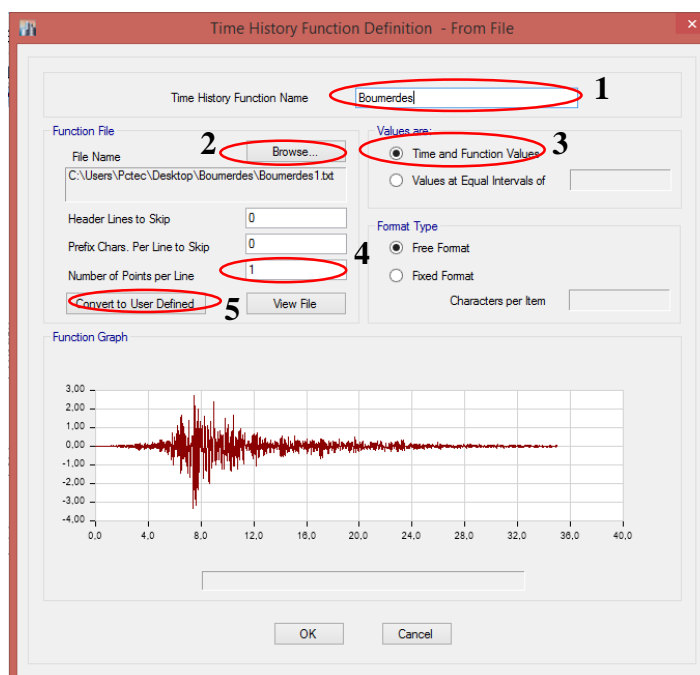 Time History Function Definition - From File
Time History Function Name
Boumerdes
1
Function File
2
Browse...
File Name
C:\Users\Pctec\Desktop\Boumerdes\Boumerdes1.txt
Header Lines to Skip
0
Prefix Chars. Per Line to Skip
0
Number of Points per Line
1
4
Convert to User Defined
5
View File
Values are:
Time and Function Values
3
Values at Equal Intervals of
Format Type
Free Format
Fixed Format
Characters per Item
Function Graph
3,00
2,00
1,00
0,00
-1,00
-2,00
-3,00
-4,00
0,0 4,0 8,0 12,0 16,0 20,0 24,0 28,0 32,0 36,0 40,0
OK
Cancel